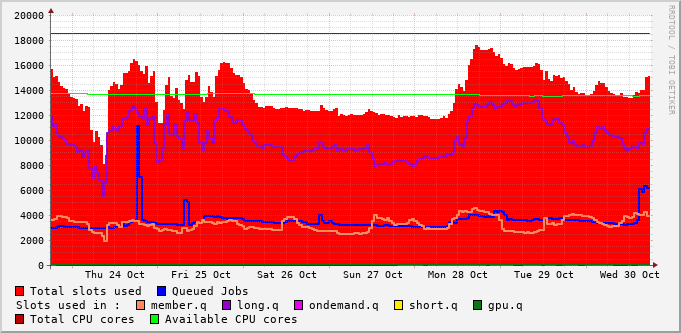 RRDTOOL / TOBI OETIKER
20000
18000
16000
14000
12000
10000
8000
6000
4000
2000
0
Thu 24 Oct Fri 25 Oct Sat 26 Oct Sun 27 Oct Mon 28 Oct Tue 29 Oct Wed 30 Oct
Total slots used Queued Jobs
Slots used in : member.q long.q ondemand.q short.q gpu.q
Total CPU cores Available CPU cores